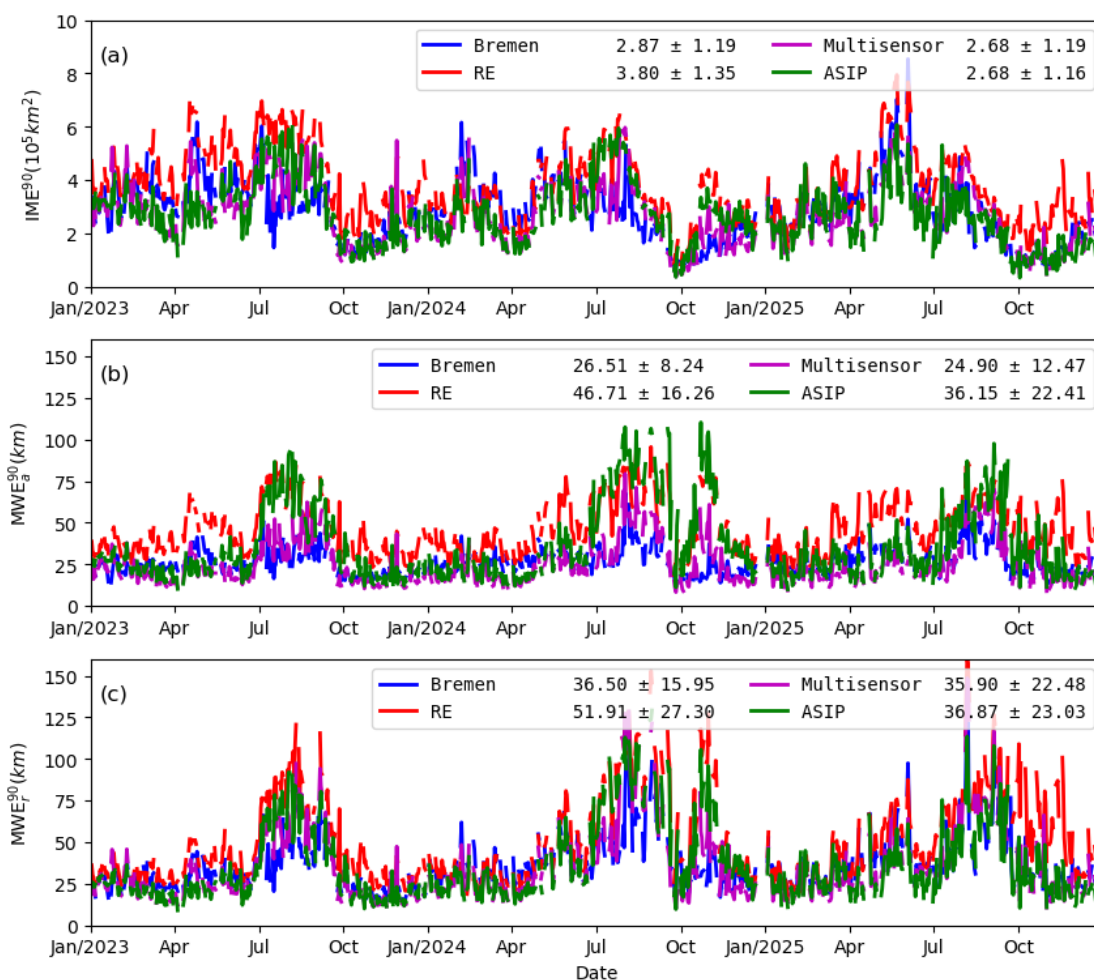 10
8
6
4
2
0
IME⁹⁰(10⁵km²)
(a)
Bremen 2.87 ± 1.19 Multisensor 2.68 ± 1.19
RE 3.80 ± 1.35 ASIP 2.68 ± 1.16
Jan/2023 Apr Jul Oct Jan/2024 Apr Jul Oct Jan/2025 Apr Jul Oct
150
125
100
75
50
25
0
MWEₐ⁹⁰(km)
(b)
Bremen 26.51 ± 8.24 Multisensor 24.90 ± 12.47
RE 46.71 ± 16.26 ASIP 36.15 ± 22.41
Jan/2023 Apr Jul Oct Jan/2024 Apr Jul Oct Jan/2025 Apr Jul Oct
150
125
100
75
50
25
0
MWEᵣ⁹⁰(km)
(c)
Bremen 36.50 ± 15.95 Multisensor 35.90 ± 22.48
RE 51.91 ± 27.30 ASIP 36.87 ± 23.03
Jan/2023 Apr Jul Oct Jan/2024 Apr Jul Oct Jan/2025 Apr Jul Oct
Date